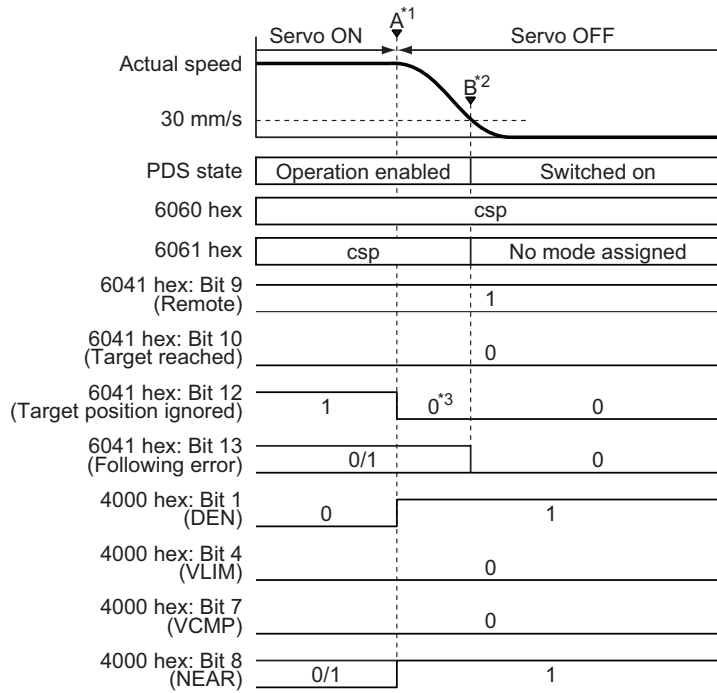 A*1
Servo ON Servo OFF
Actual speed
B*2
30 mm/s
PDS state Operation enabled Switched on
6060 hex csp
6061 hex csp No mode assigned
6041 hex: Bit 9
(Remote) 1
6041 hex: Bit 10
(Target reached) 0
6041 hex: Bit 12
(Target position ignored) 1 0*3 0
6041 hex: Bit 13
(Following error) 0/1 0
4000 hex: Bit 1
(DEN) 0 1
4000 hex: Bit 4
(VLIM) 0
4000 hex: Bit 7
(VCMP) 0
4000 hex: Bit 8
(NEAR) 0/1 1